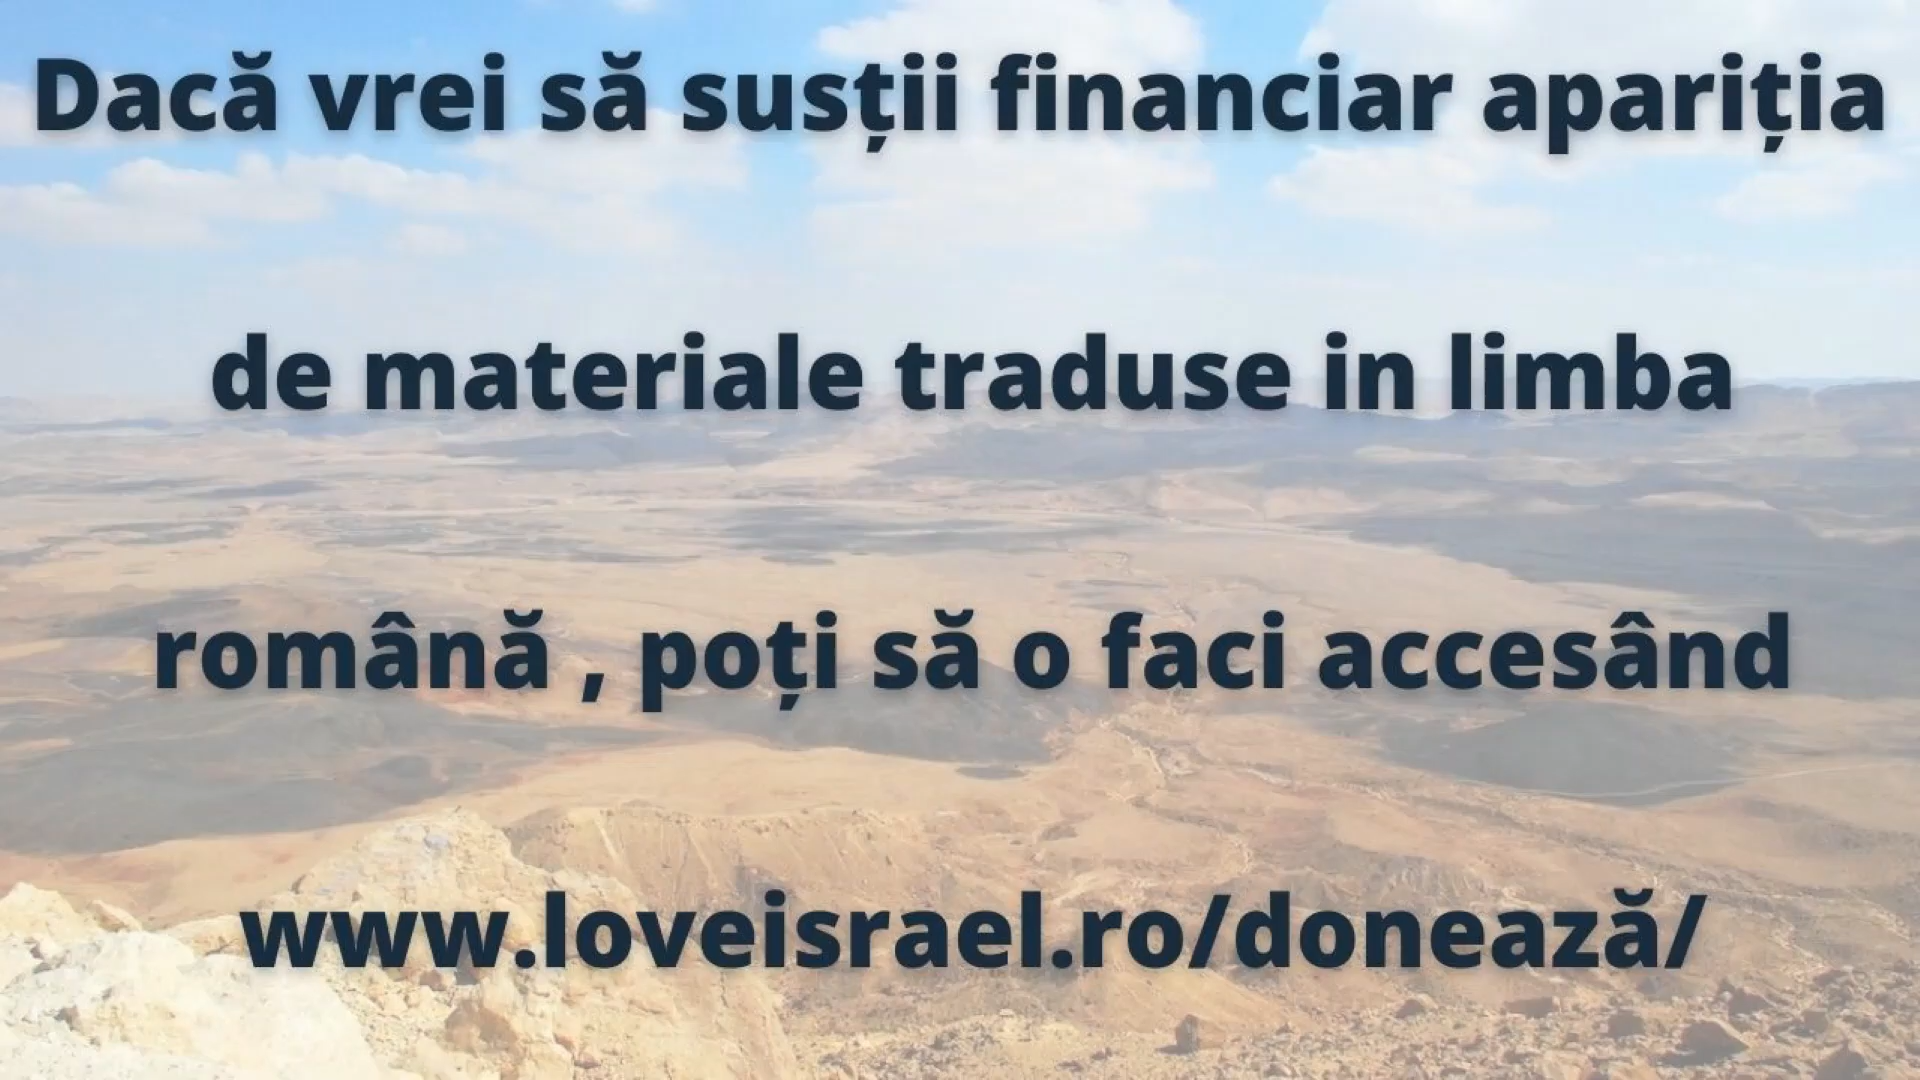 Dacă vrei să susții financiar apariția
de materiale traduse in limba
română , poți să o faci accesând
www.loveisrael.ro/donează/